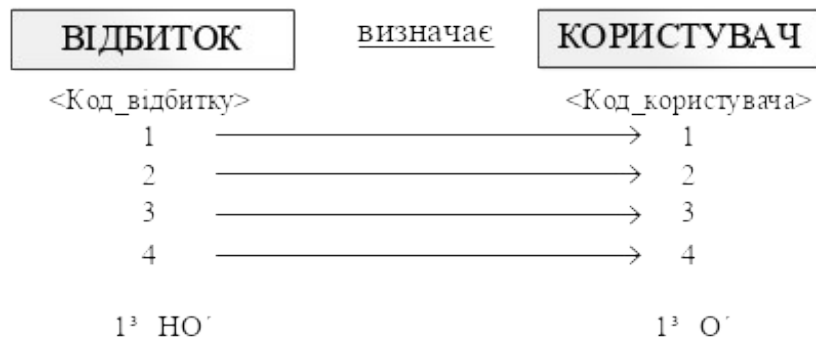 ВІДБИТОК визначає КОРИСТУВАЧ
<Код_відбитку> <Код_користувача>
1 1
2 2
3 3
4 4
1³ НО´ 1³ О´